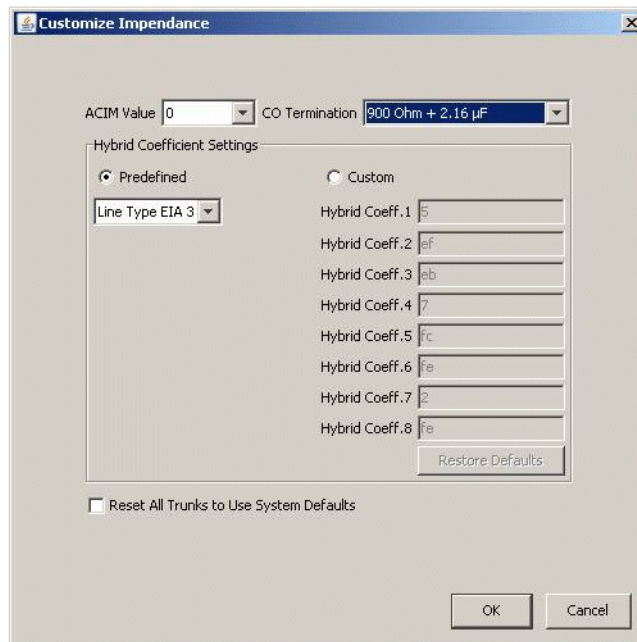 Customize Impendance
ACIM Value 0 CO Termination 900 Ohm + 2.16 µF
Hybrid Coefficient Settings
Predefined Custom
Line Type EIA 3 Hybrid Coeff.1 5
Hybrid Coeff.2 ef
Hybrid Coeff.3 eb
Hybrid Coeff.4 7
Hybrid Coeff.5 fc
Hybrid Coeff.6 fe
Hybrid Coeff.7 2
Hybrid Coeff.8 fe
Restore Defaults
Reset All Trunks to Use System Defaults
OK Cancel